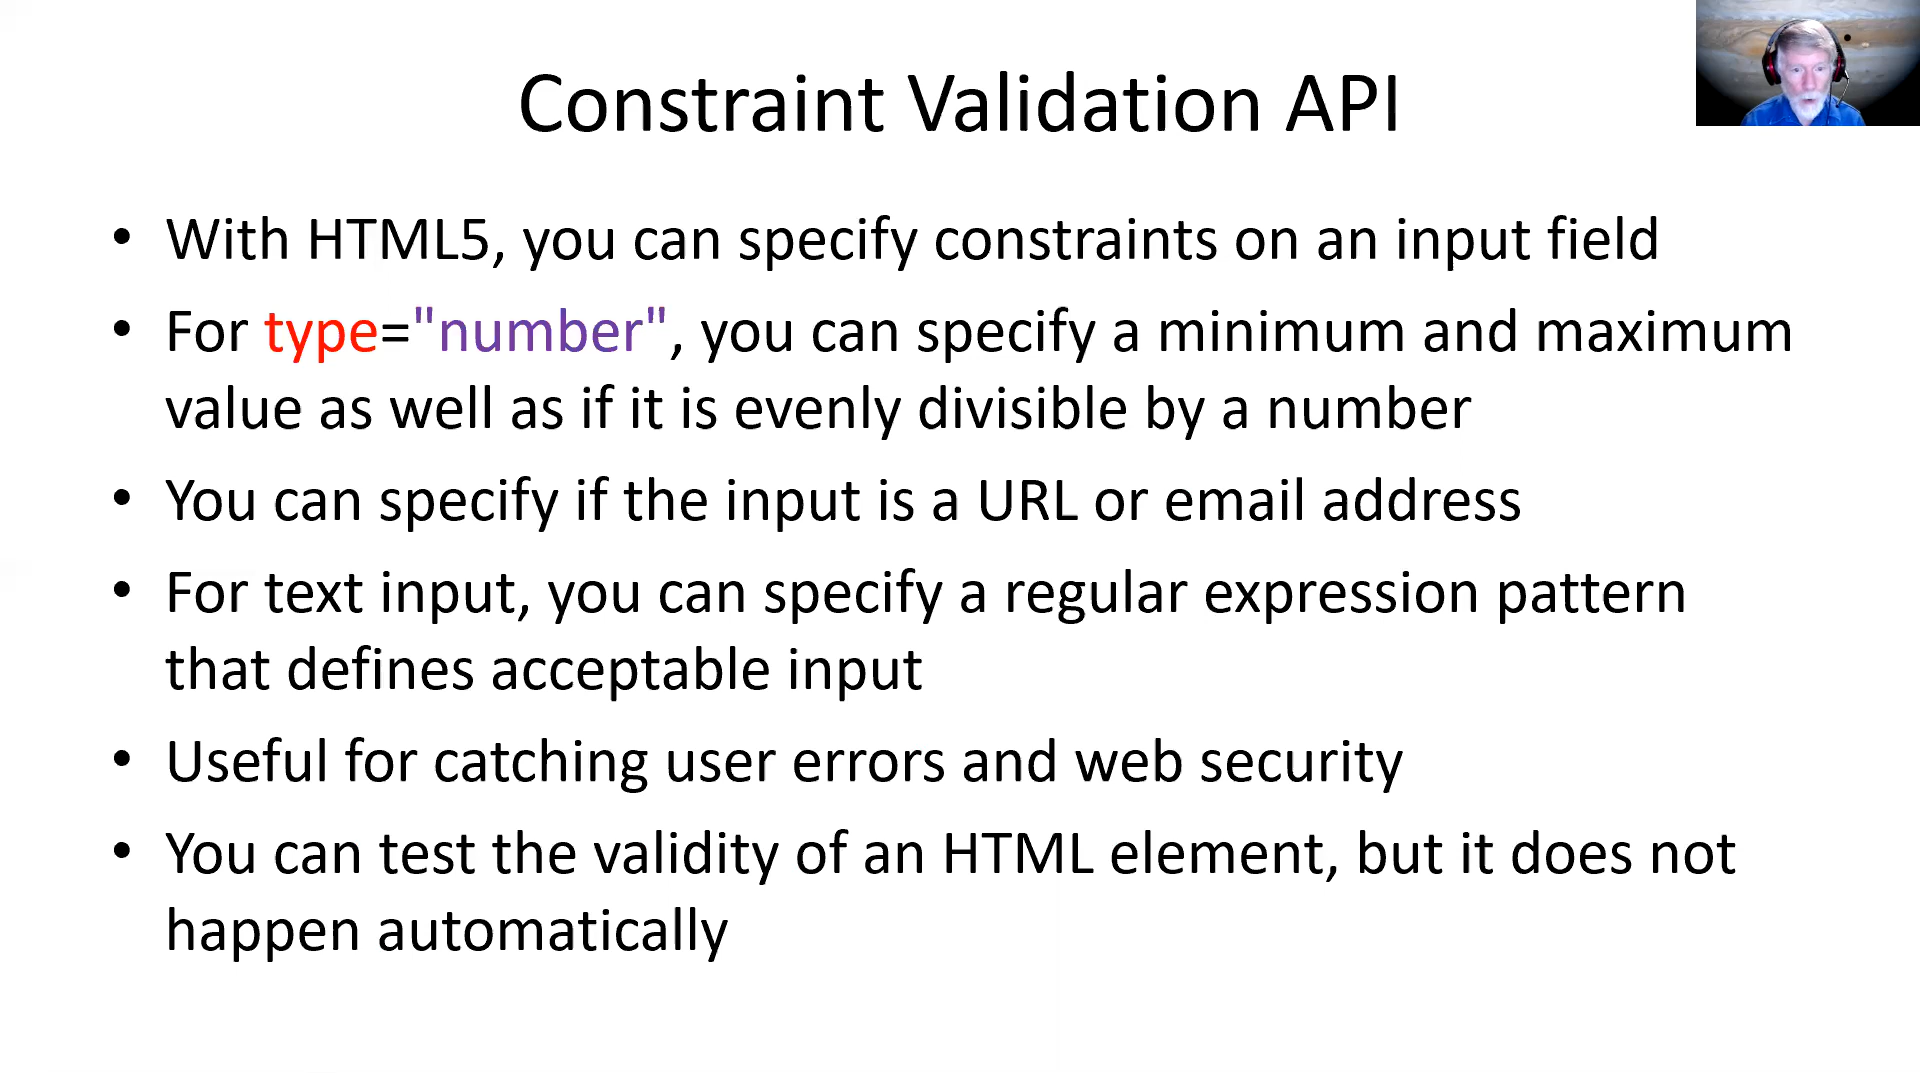 Constraint Validation API
• With HTML5, you can specify constraints on an input field
• For type="number", you can specify a minimum and maximum
value as well as if it is evenly divisible by a number
• You can specify if the input is a URL or email address
• For text input, you can specify a regular expression pattern
that defines acceptable input
• Useful for catching user errors and web security
• You can test the validity of an HTML element, but it does not
happen automatically